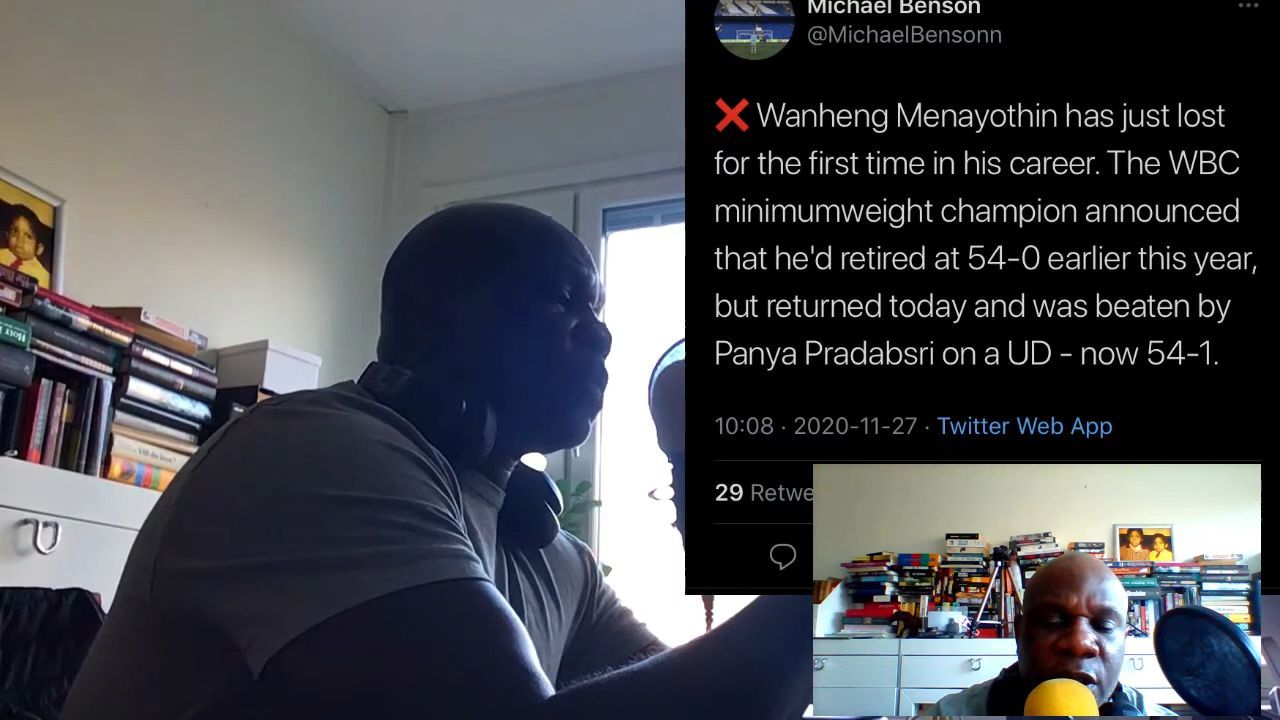 Michael Benson
@MichaelBensonn
❌ Wanheng Menayothin has just lost
for the first time in his career. The WBC
minimumweight champion announced
that he'd retired at 54-0 earlier this year,
but returned today and was beaten by
Panya Pradabsri on a UD - now 54-1.
10:08 · 2020-11-27 · Twitter Web App
29 Retwe